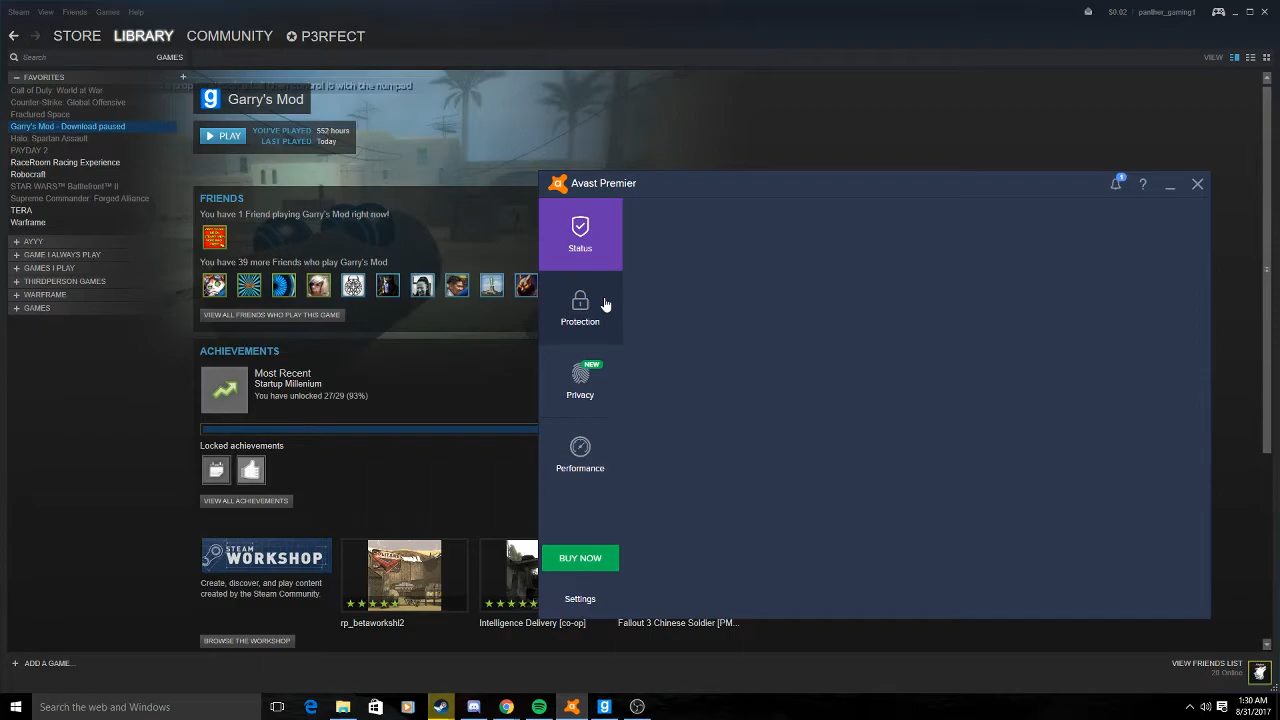 Steam View Friends Games Help
$0.02 panther_gaming1
STORE LIBRARY COMMUNITY P3RFECT
Search GAMES VIEW
FAVORITES
Call of Duty: World at War
Counter-Strike: Global Offensive
Fractured Space
Garry's Mod - Download paused
Halo: Spartan Assault
PAYDAY 2
RaceRoom Racing Experience
Robocraft
STAR WARS™ Battlefront™ II
Supreme Commander: Forged Alliance
TERA
Warframe
AYYY
GAME I ALWAYS PLAY
GAMES I PLAY
THIRDPERSON GAMES
WARFRAME
GAMES
control it with the numpad
Garry's Mod
PLAY
YOU'VE PLAYED 552 hours
LAST PLAYED Today
FRIENDS
You have 1 Friend playing Garry's Mod right now!
You have 39 more Friends who play Garry's Mod
VIEW ALL FRIENDS WHO PLAY THIS GAME
ACHIEVEMENTS
Most Recent
Startup Millenium
You have unlocked 27/29 (93%)
Locked achievements
VIEW ALL ACHIEVEMENTS
STEAM
WORKSHOP
Create, discover, and play content
created by the Steam Community.
BROWSE THE WORKSHOP
rp_betaworkshl2
Intelligence Delivery [co-op]
Fallout 3 Chinese Soldier [PM...
Avast Premier
1
?
Status
Protection
NEW
Privacy
Performance
BUY NOW
Settings
ADD A GAME...
VIEW FRIENDS LIST
28 Online
Search the web and Windows
1:30 AM
8/31/2017